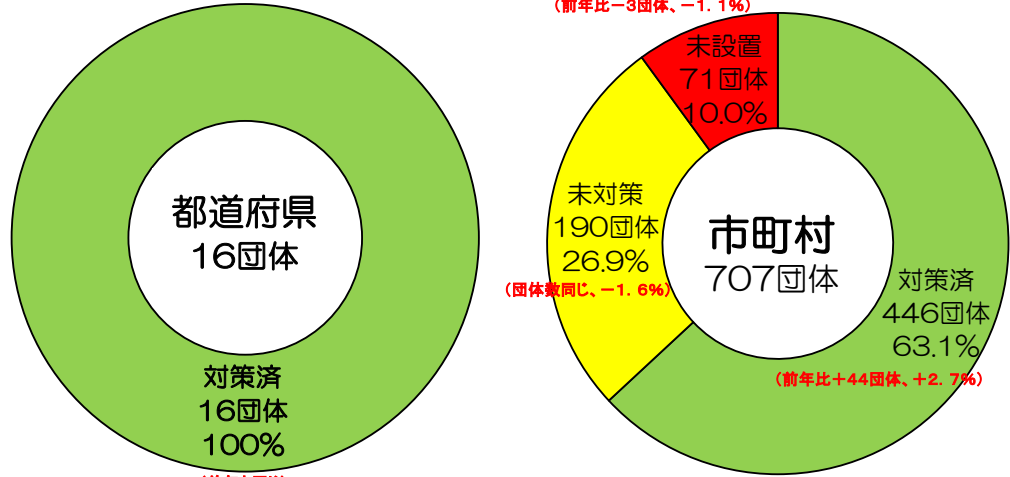 都道府県
16団体
対策済
16団体
100%
(前年比－3団体、－1.1%)
未設置
71団体
10.0%
未対策
190団体
26.9%
(団体数同じ、－1.6%)
市町村
707団体
対策済
446団体
63.1%
(前年比＋44団体、＋2.7%)